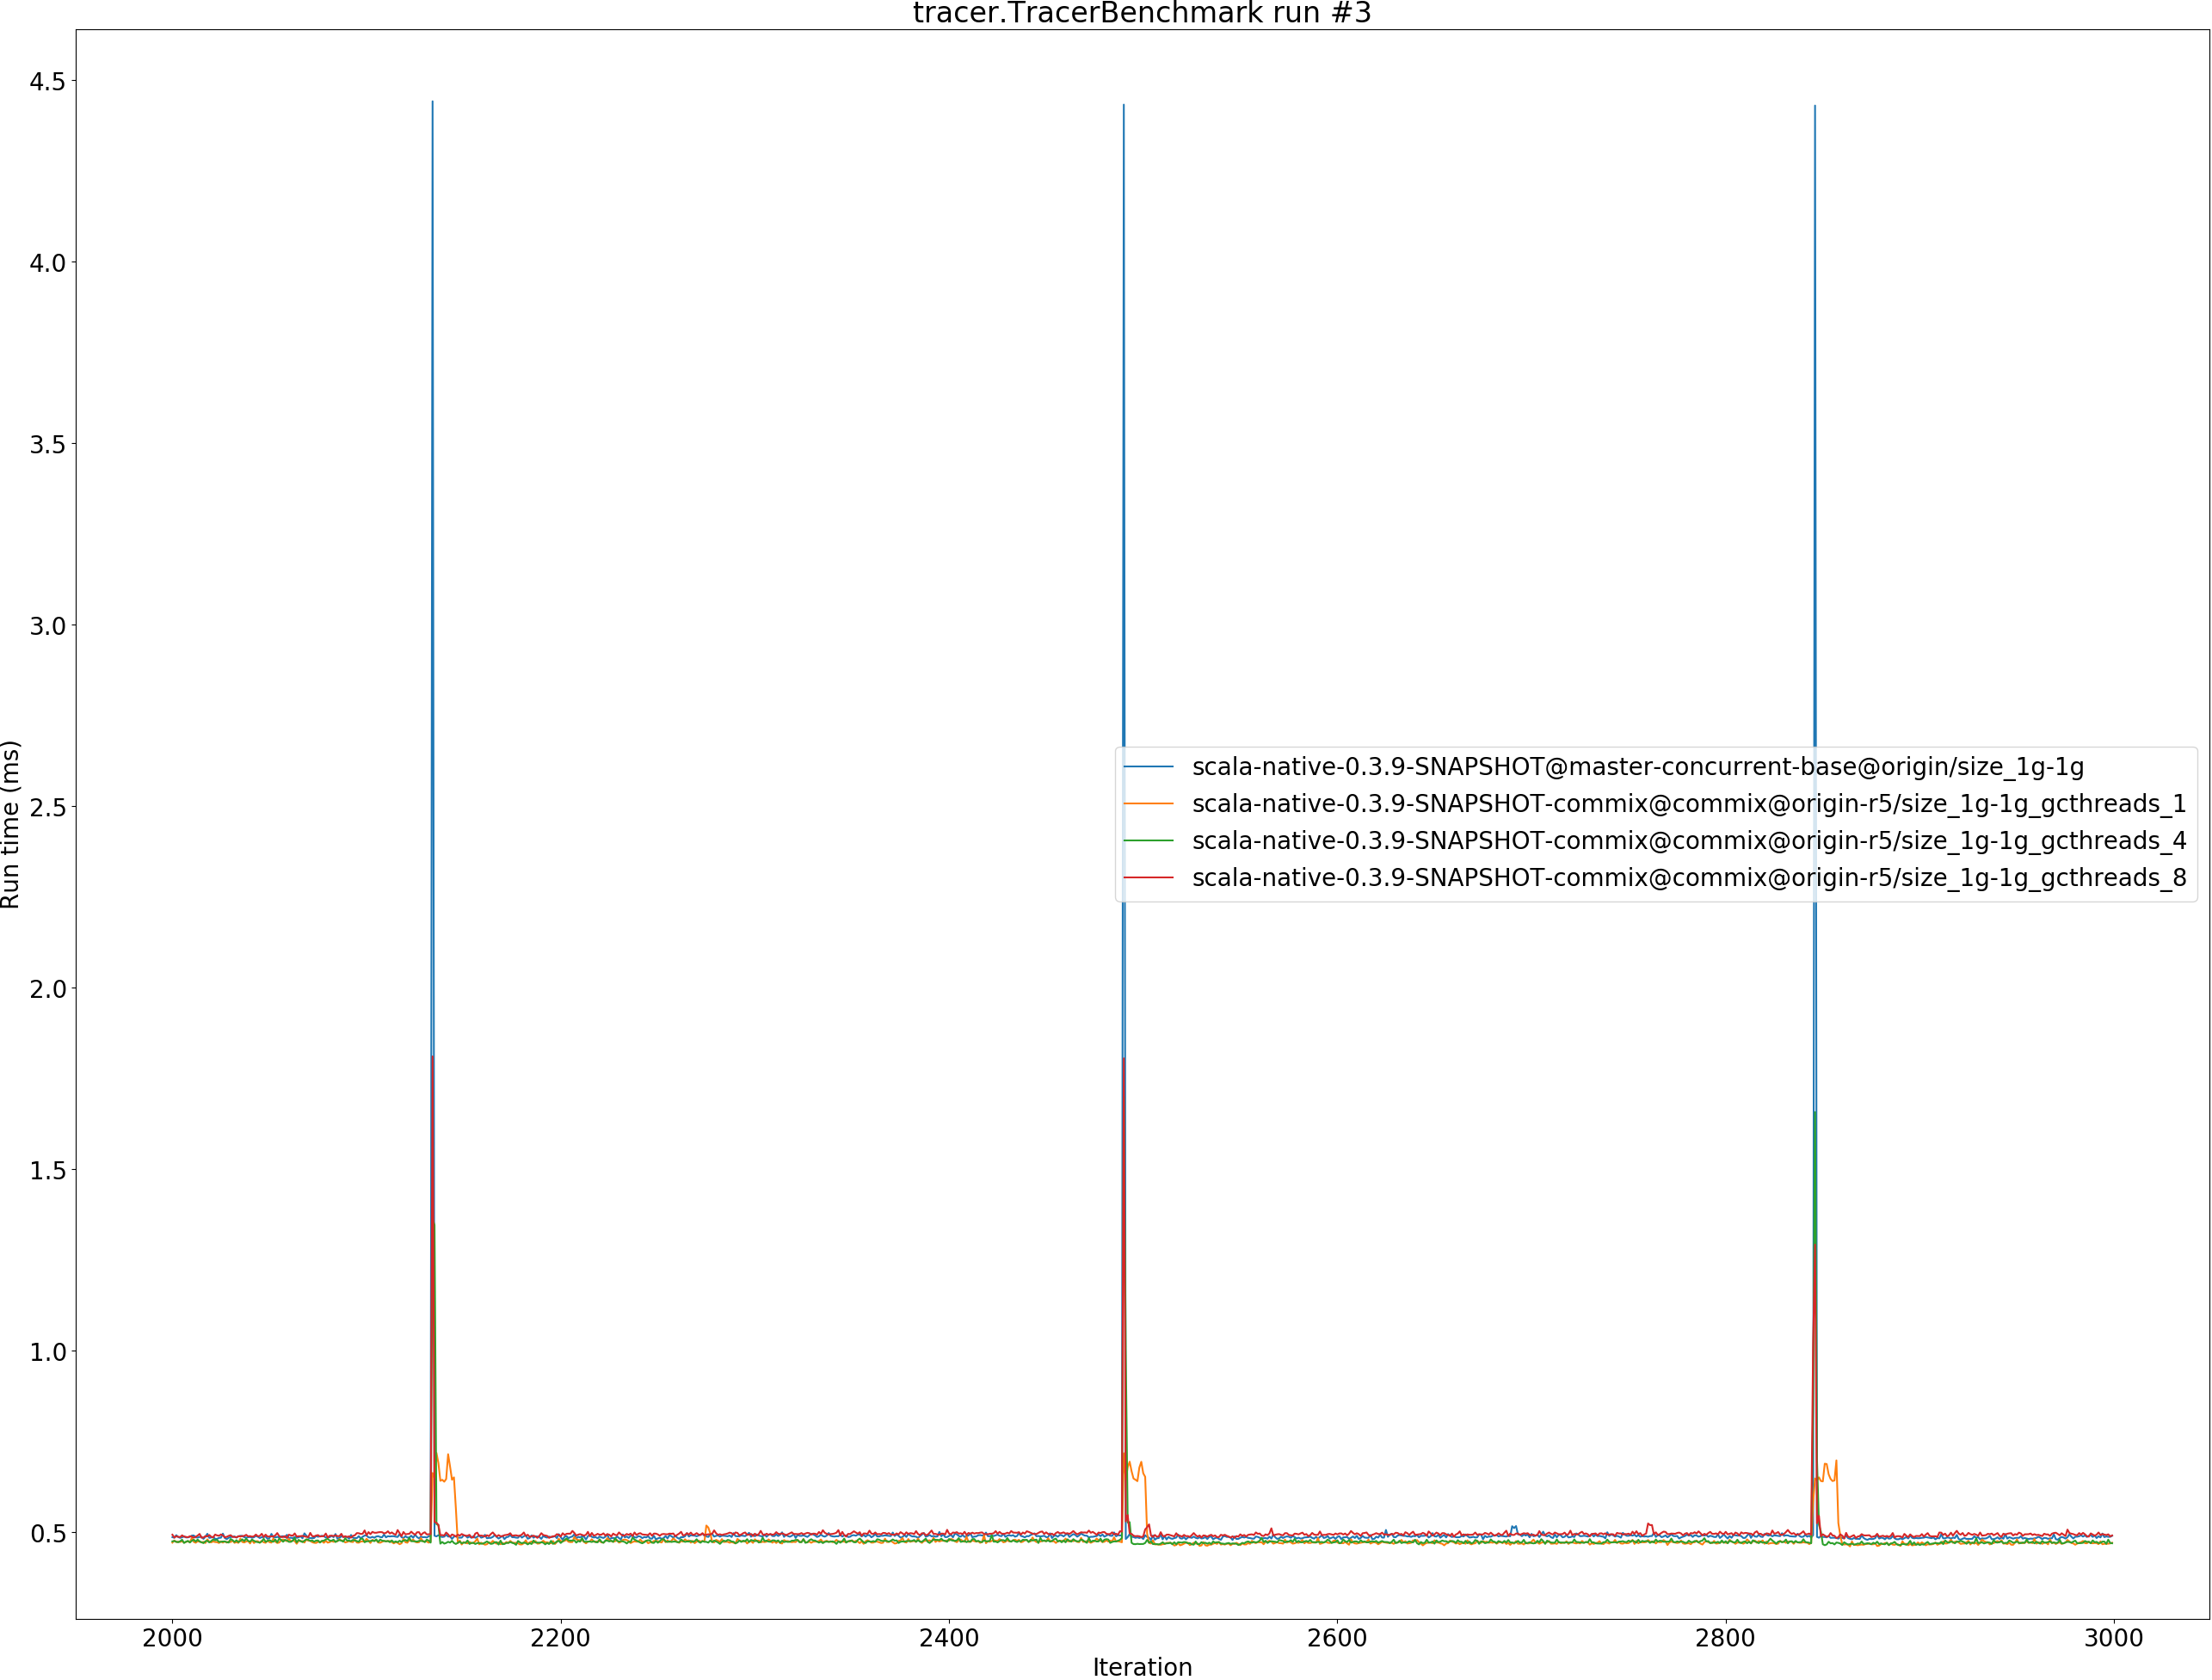 tracer.TracerBenchmark run #3
4.5
4.0
3.5
3.0
2.5
2.0
1.5
1.0
0.5
Run time (ms)
scala-native-0.3.9-SNAPSHOT@master-concurrent-base@origin/size_1g-1g
scala-native-0.3.9-SNAPSHOT-commix@commix@origin-r5/size_1g-1g_gcthreads_1
scala-native-0.3.9-SNAPSHOT-commix@commix@origin-r5/size_1g-1g_gcthreads_4
scala-native-0.3.9-SNAPSHOT-commix@commix@origin-r5/size_1g-1g_gcthreads_8
2000 2200 2400 2600 2800 3000
Iteration